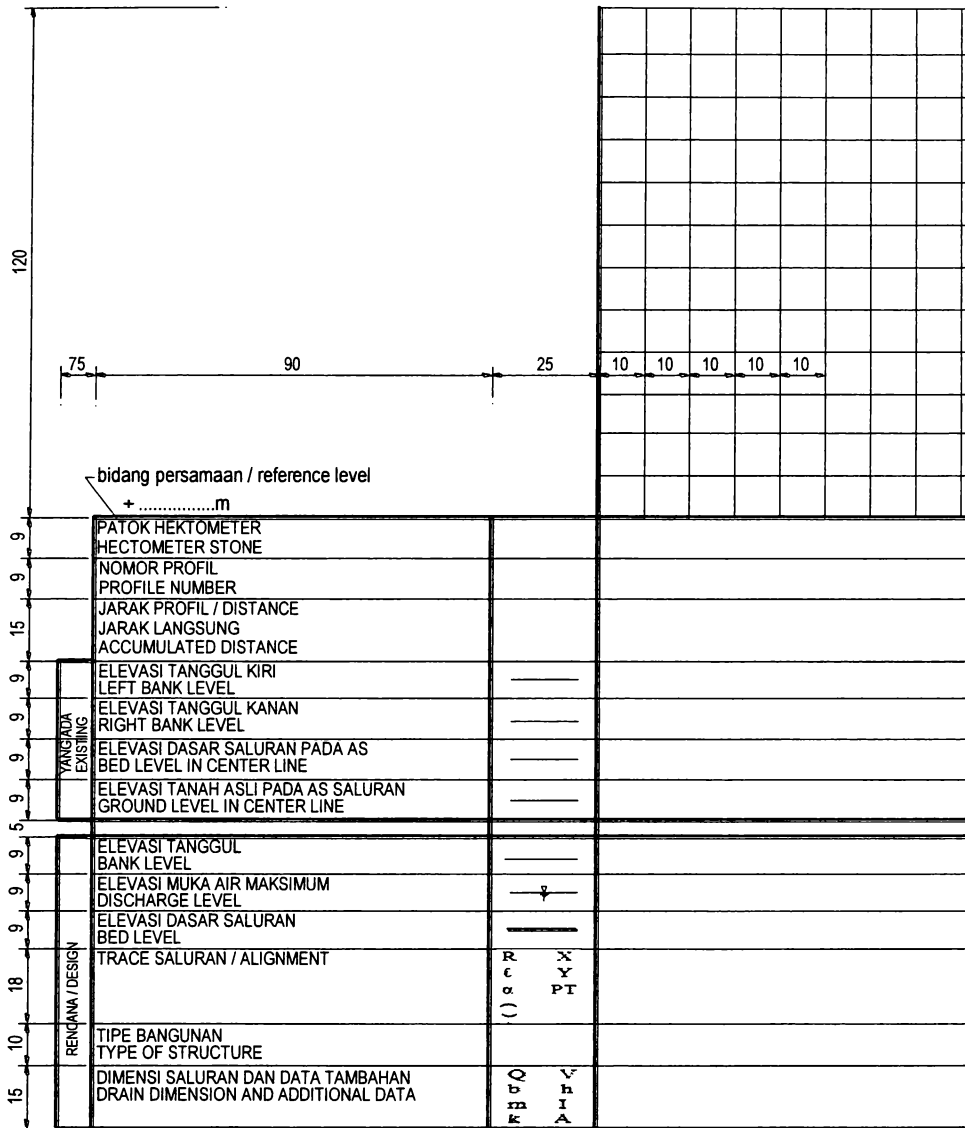 120
75 90 25 10 10 10 10 10
bidang persamaan / reference level
+ ...............m
9 PATOK HEKTOMETER
HECTOMETER STONE
9 NOMOR PROFIL
PROFILE NUMBER
15 JARAK PROFIL / DISTANCE
JARAK LANGSUNG
ACCUMULATED DISTANCE
YANG ADA
EXISTING
9 ELEVASI TANGGUL KIRI
LEFT BANK LEVEL
9 ELEVASI TANGGUL KANAN
RIGHT BANK LEVEL
9 ELEVASI DASAR SALURAN PADA AS
BED LEVEL IN CENTER LINE
9 ELEVASI TANAH ASLI PADA AS SALURAN
GROUND LEVEL IN CENTER LINE
5
RENCANA / DESIGN
9 ELEVASI TANGGUL
BANK LEVEL
9 ELEVASI MUKA AIR MAKSIMUM
DISCHARGE LEVEL
9 ELEVASI DASAR SALURAN
BED LEVEL
18 TRACE SALURAN / ALIGNMENT R X
ε Y
α PT
()
10 TIPE BANGUNAN
TYPE OF STRUCTURE
15 DIMENSI SALURAN DAN DATA TAMBAHAN Q V
DRAIN DIMENSION AND ADDITIONAL DATA b h
m I
k A